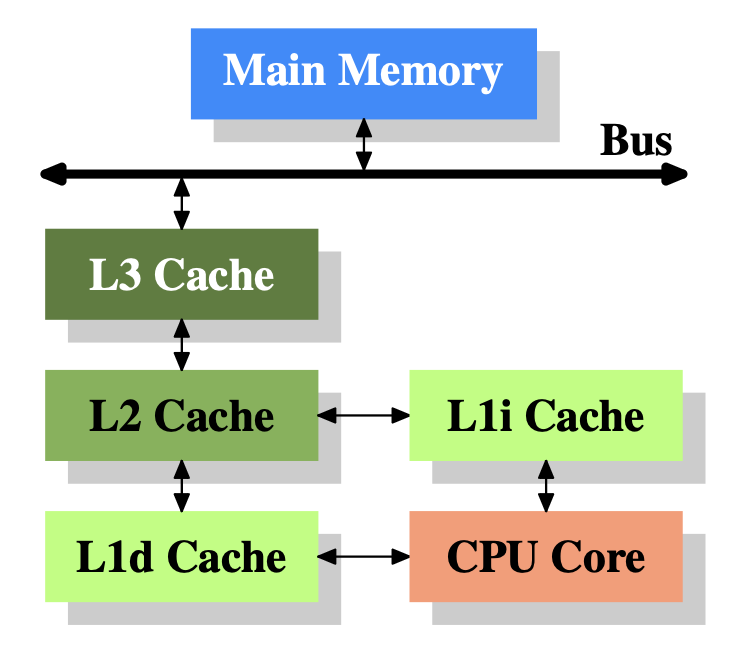 Main Memory
Bus
L3 Cache
L2 Cache
L1i Cache
L1d Cache
CPU Core